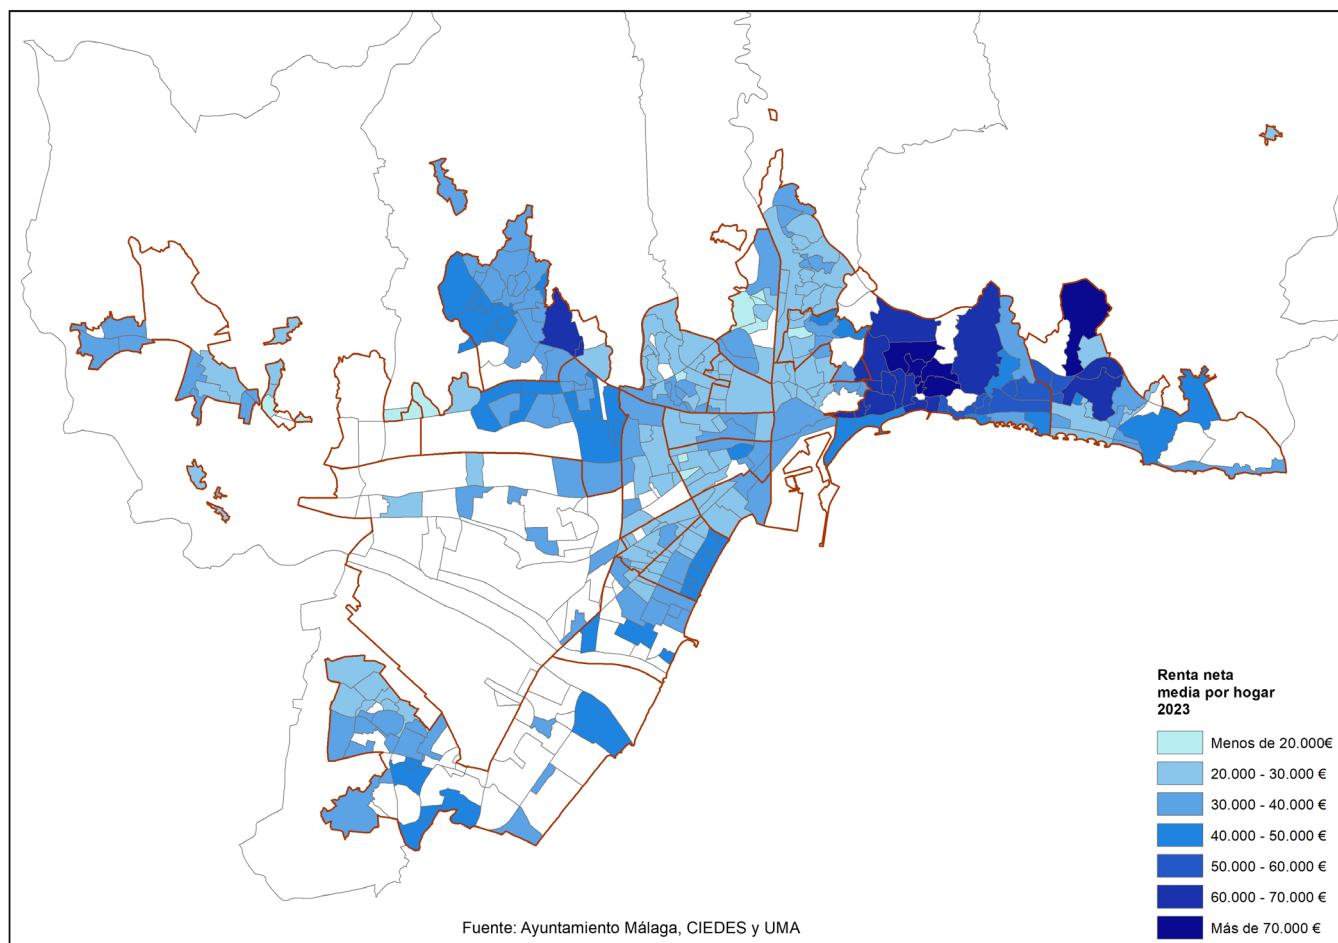 Renta neta
media por hogar
2023
Menos de 20.000€
20.000 - 30.000 €
30.000 - 40.000 €
40.000 - 50.000 €
50.000 - 60.000 €
60.000 - 70.000 €
Más de 70.000 €
Fuente: Ayuntamiento Málaga, CIEDES y UMA